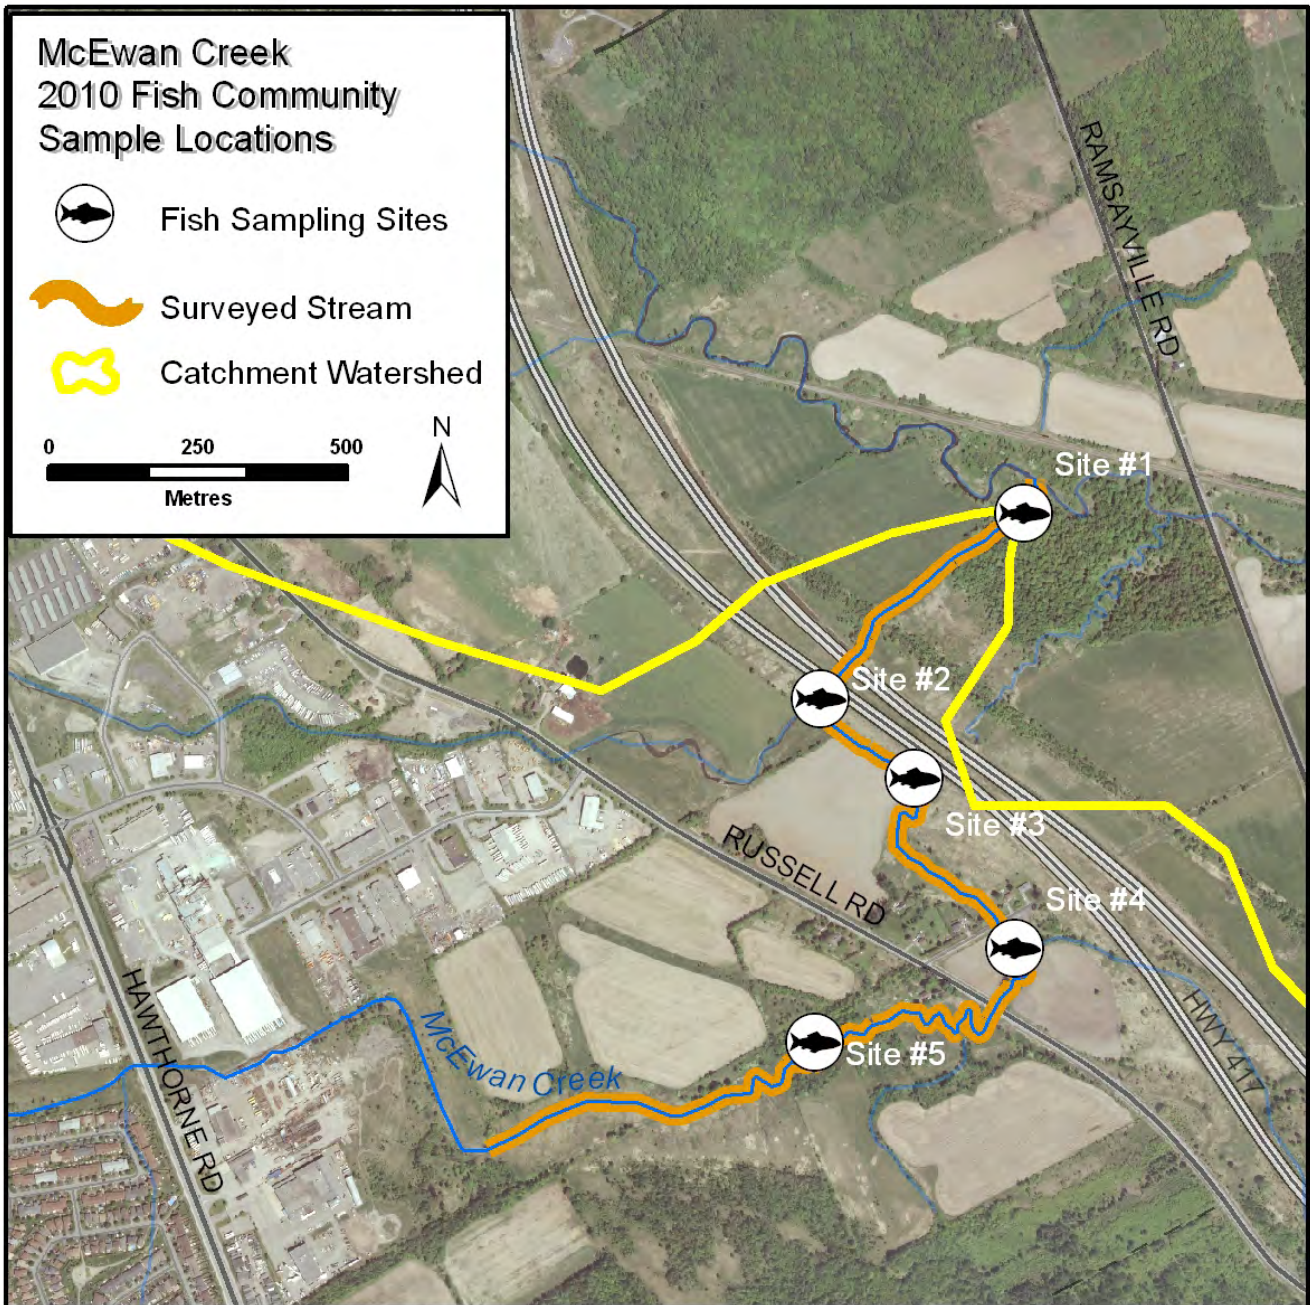 McEwan Creek
2010 Fish Community
Sample Locations
Fish Sampling Sites
Surveyed Stream
Catchment Watershed
0 250 500
Metres
N
RAMSAYVILLE RD
Site #1
Site #2
Site #3
RUSSELL RD
Site #4
HAWTHORNE RD
McEwan Creek
Site #5
HWY 417